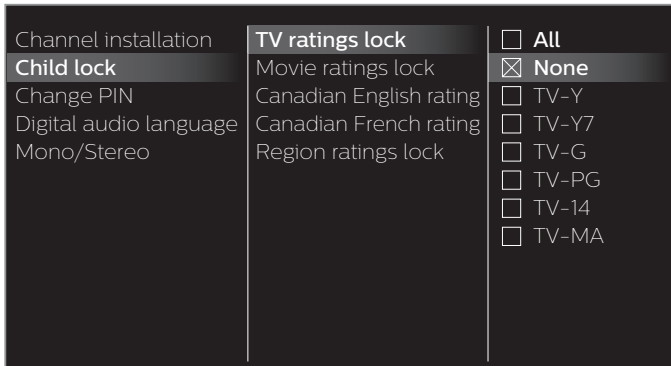 Channel installation
Child lock
Change PIN
Digital audio language
Mono/Stereo
TV ratings lock
Movie ratings lock
Canadian English rating
Canadian French rating
Region ratings lock
All
None
TV-Y
TV-Y7
TV-G
TV-PG
TV-14
TV-MA